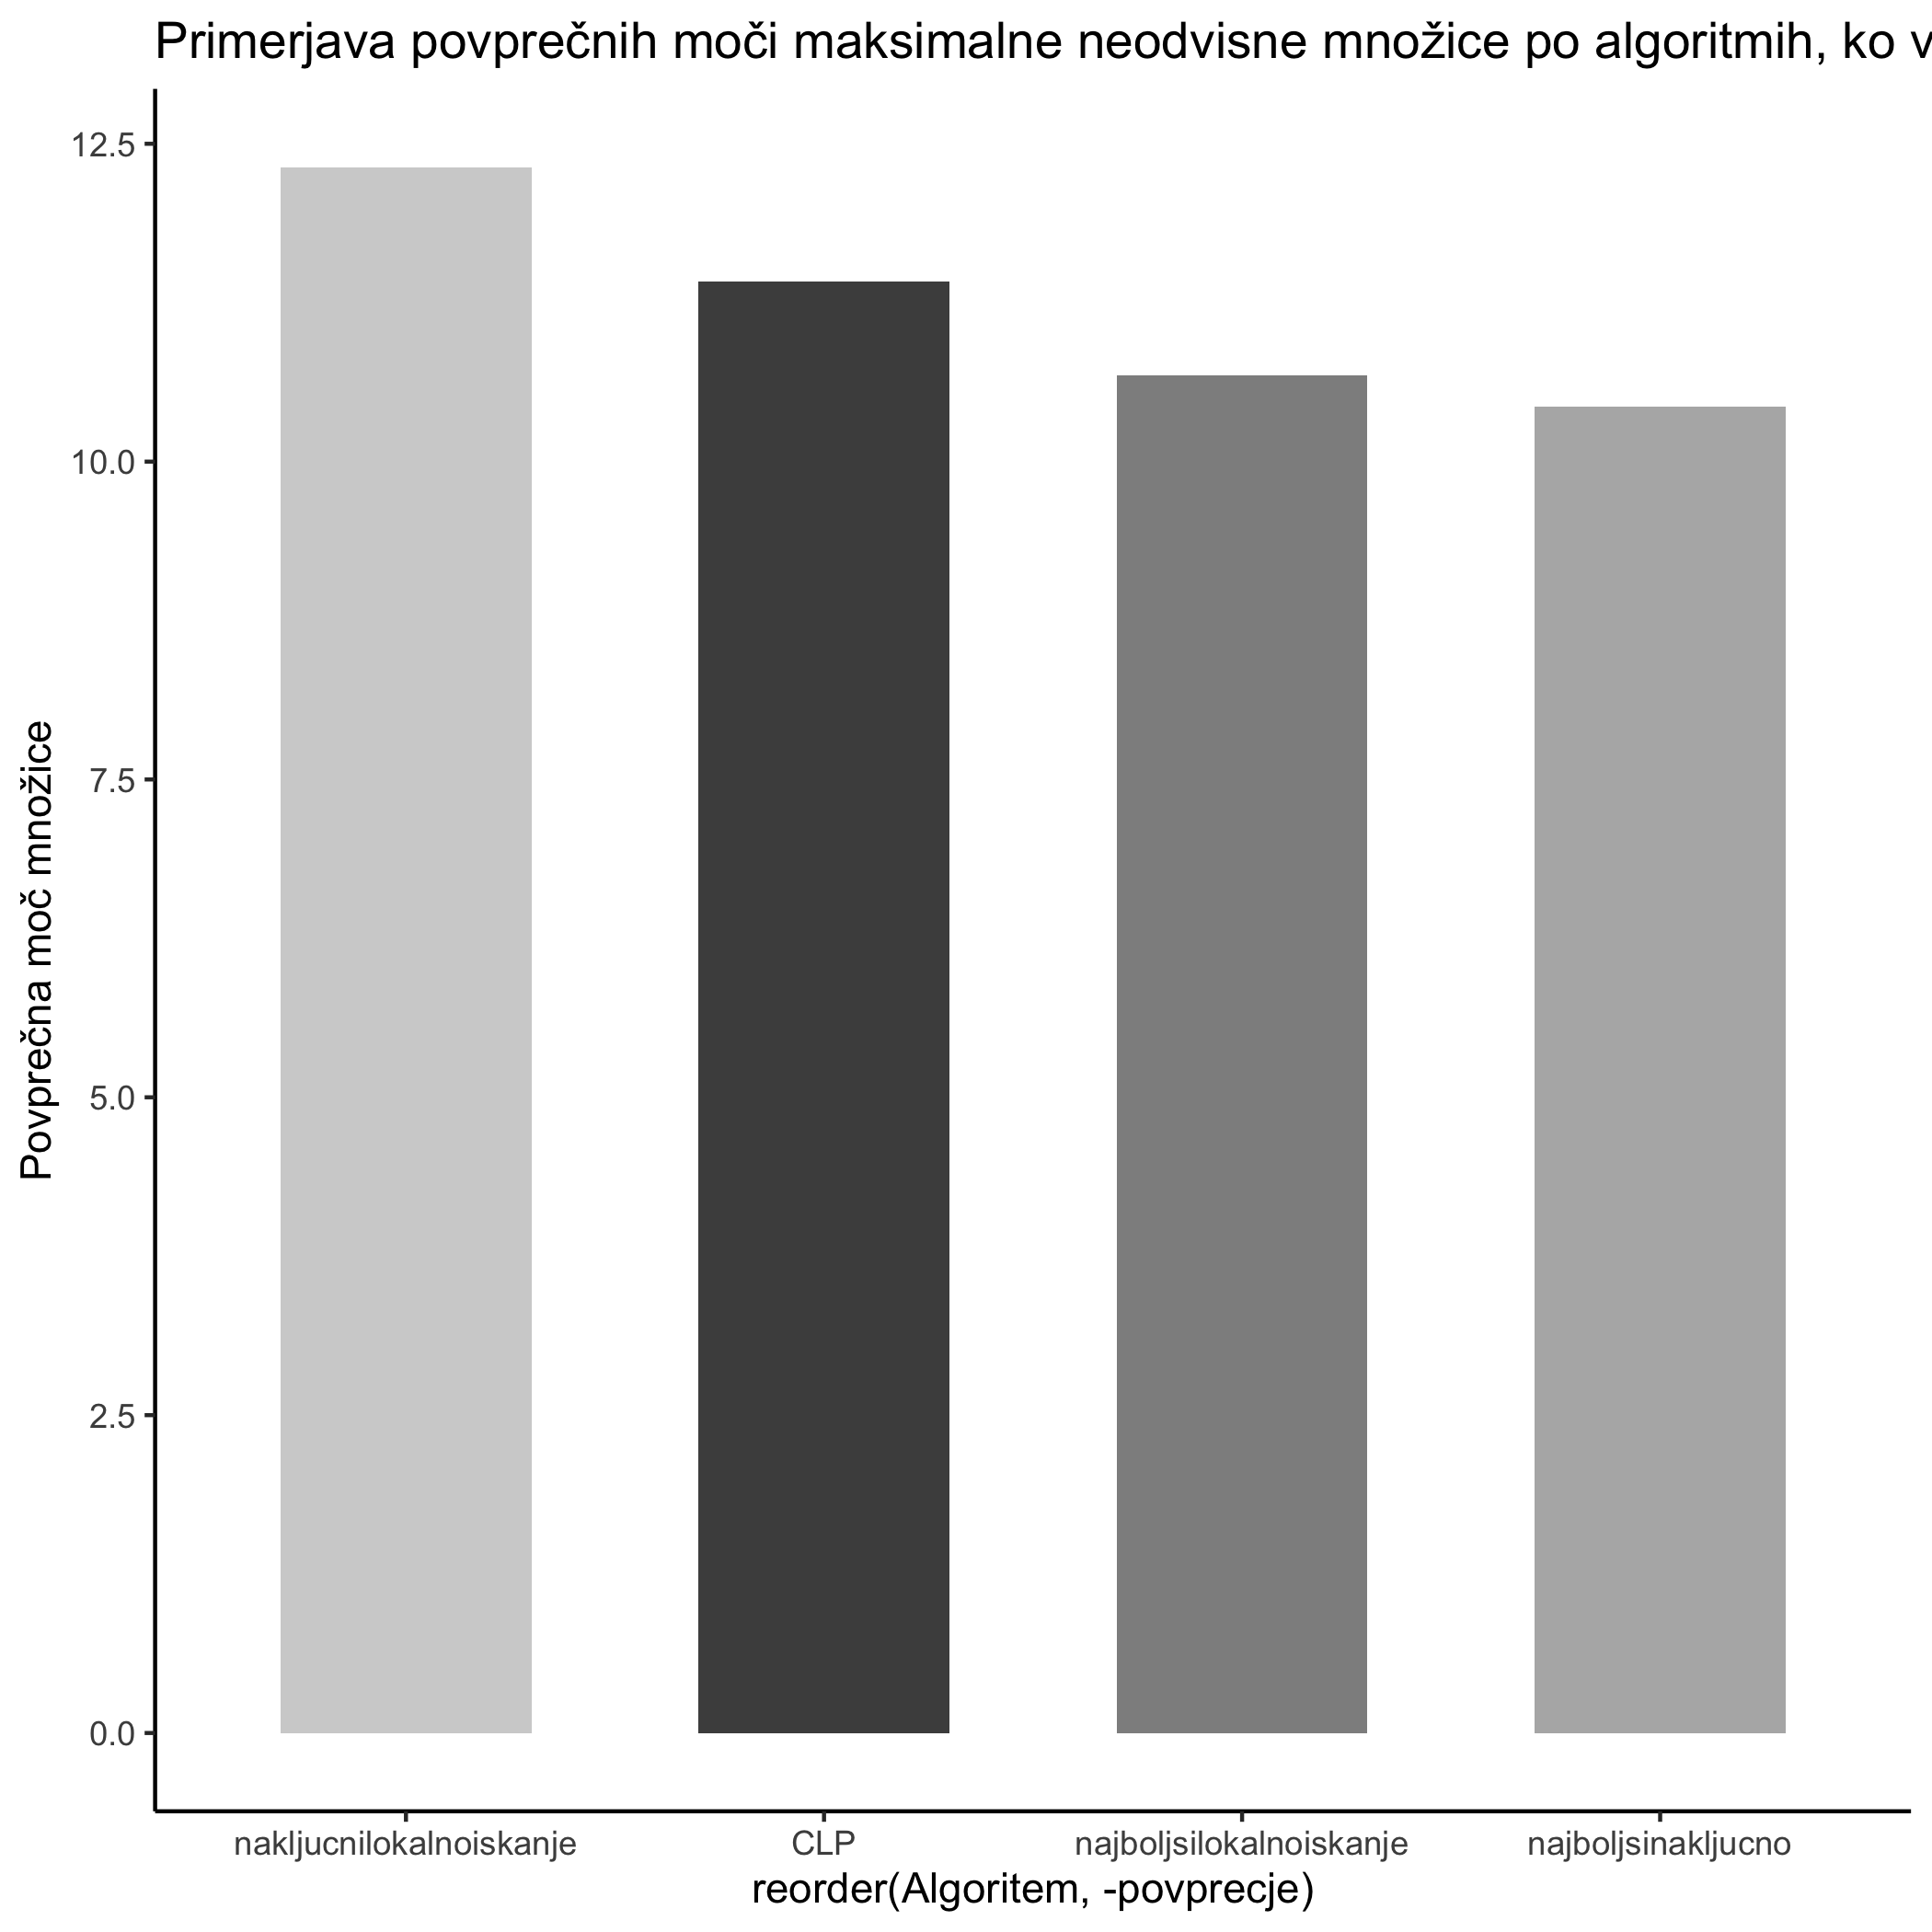 Primerjava povprečnih moči maksimalne neodvisne množice po algoritmih, ko v
Povprečna moč množice
12.5
10.0
7.5
5.0
2.5
0.0
nakljucnilokalnoiskanje CLP najboljsilokalnoiskanje najboljsinakljucno
reorder(Algoritem, -povprecje)